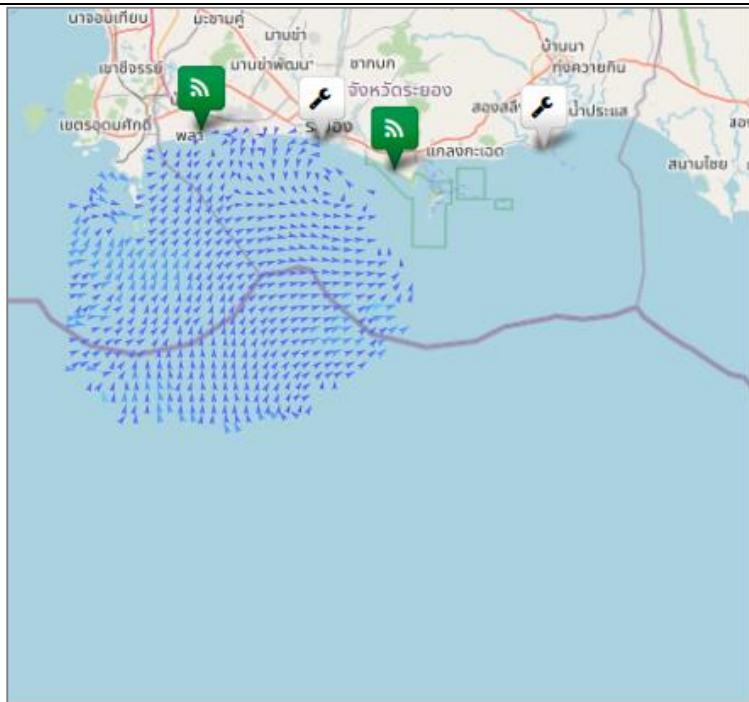 นาจอมเทียบ
มะขามคู่
มาบข่า
บ้านนา
เขาชีจรรย์
มาบข่าพัฒนา
ชากบก
ทุ่งควายกิน
จังหวัดระยอง
สองสลึ
น้ำประแส
เขตรอุดมศักดิ์
พลา
แกลงกะเฉด
สนามไชย